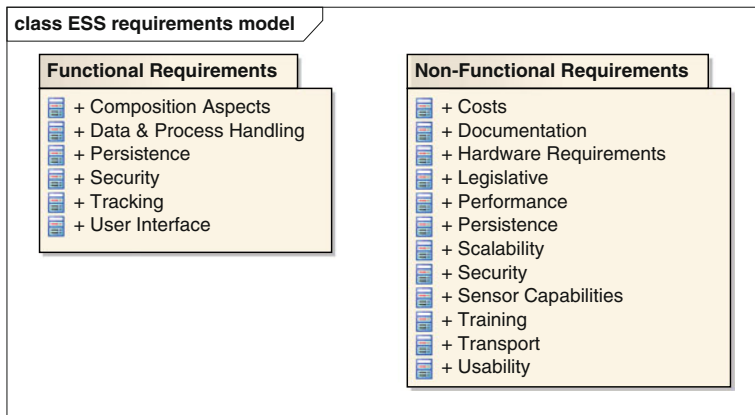 class ESS requirements model
Functional Requirements
+ Composition Aspects
+ Data & Process Handling
+ Persistence
+ Security
+ Tracking
+ User Interface
Non-Functional Requirements
+ Costs
+ Documentation
+ Hardware Requirements
+ Legislative
+ Performance
+ Persistence
+ Scalability
+ Security
+ Sensor Capabilities
+ Training
+ Transport
+ Usability